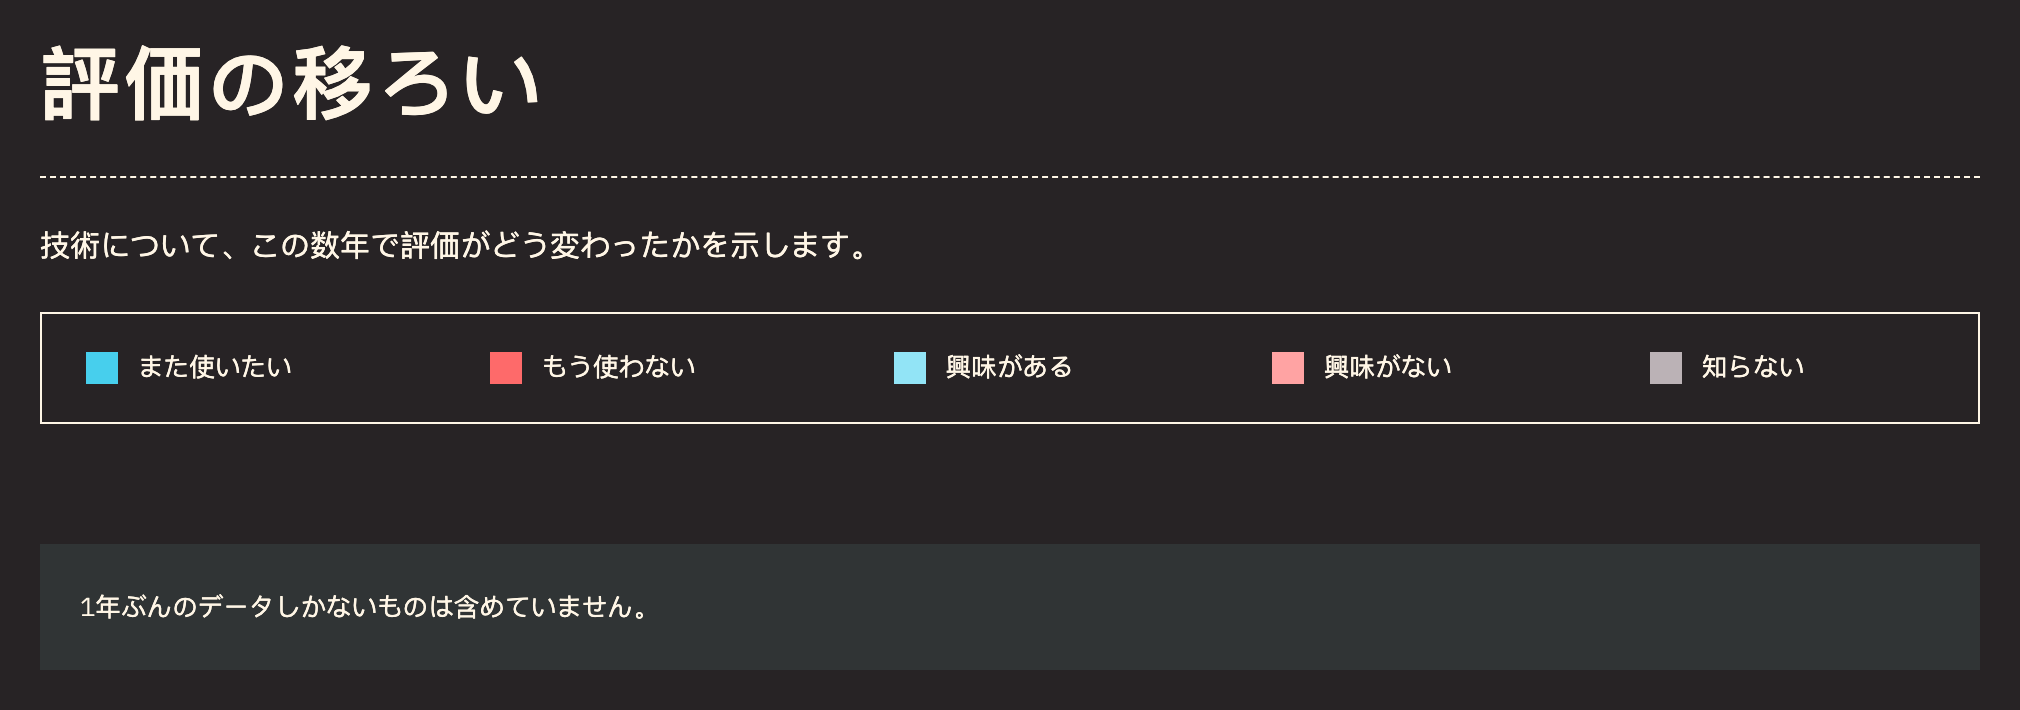 評価の移ろい
技術について、この数年で評価がどう変わったかを示します。
また使いたい もう使わない 興味がある 興味がない 知らない
1年ぶんのデータしかないものは含めていません。